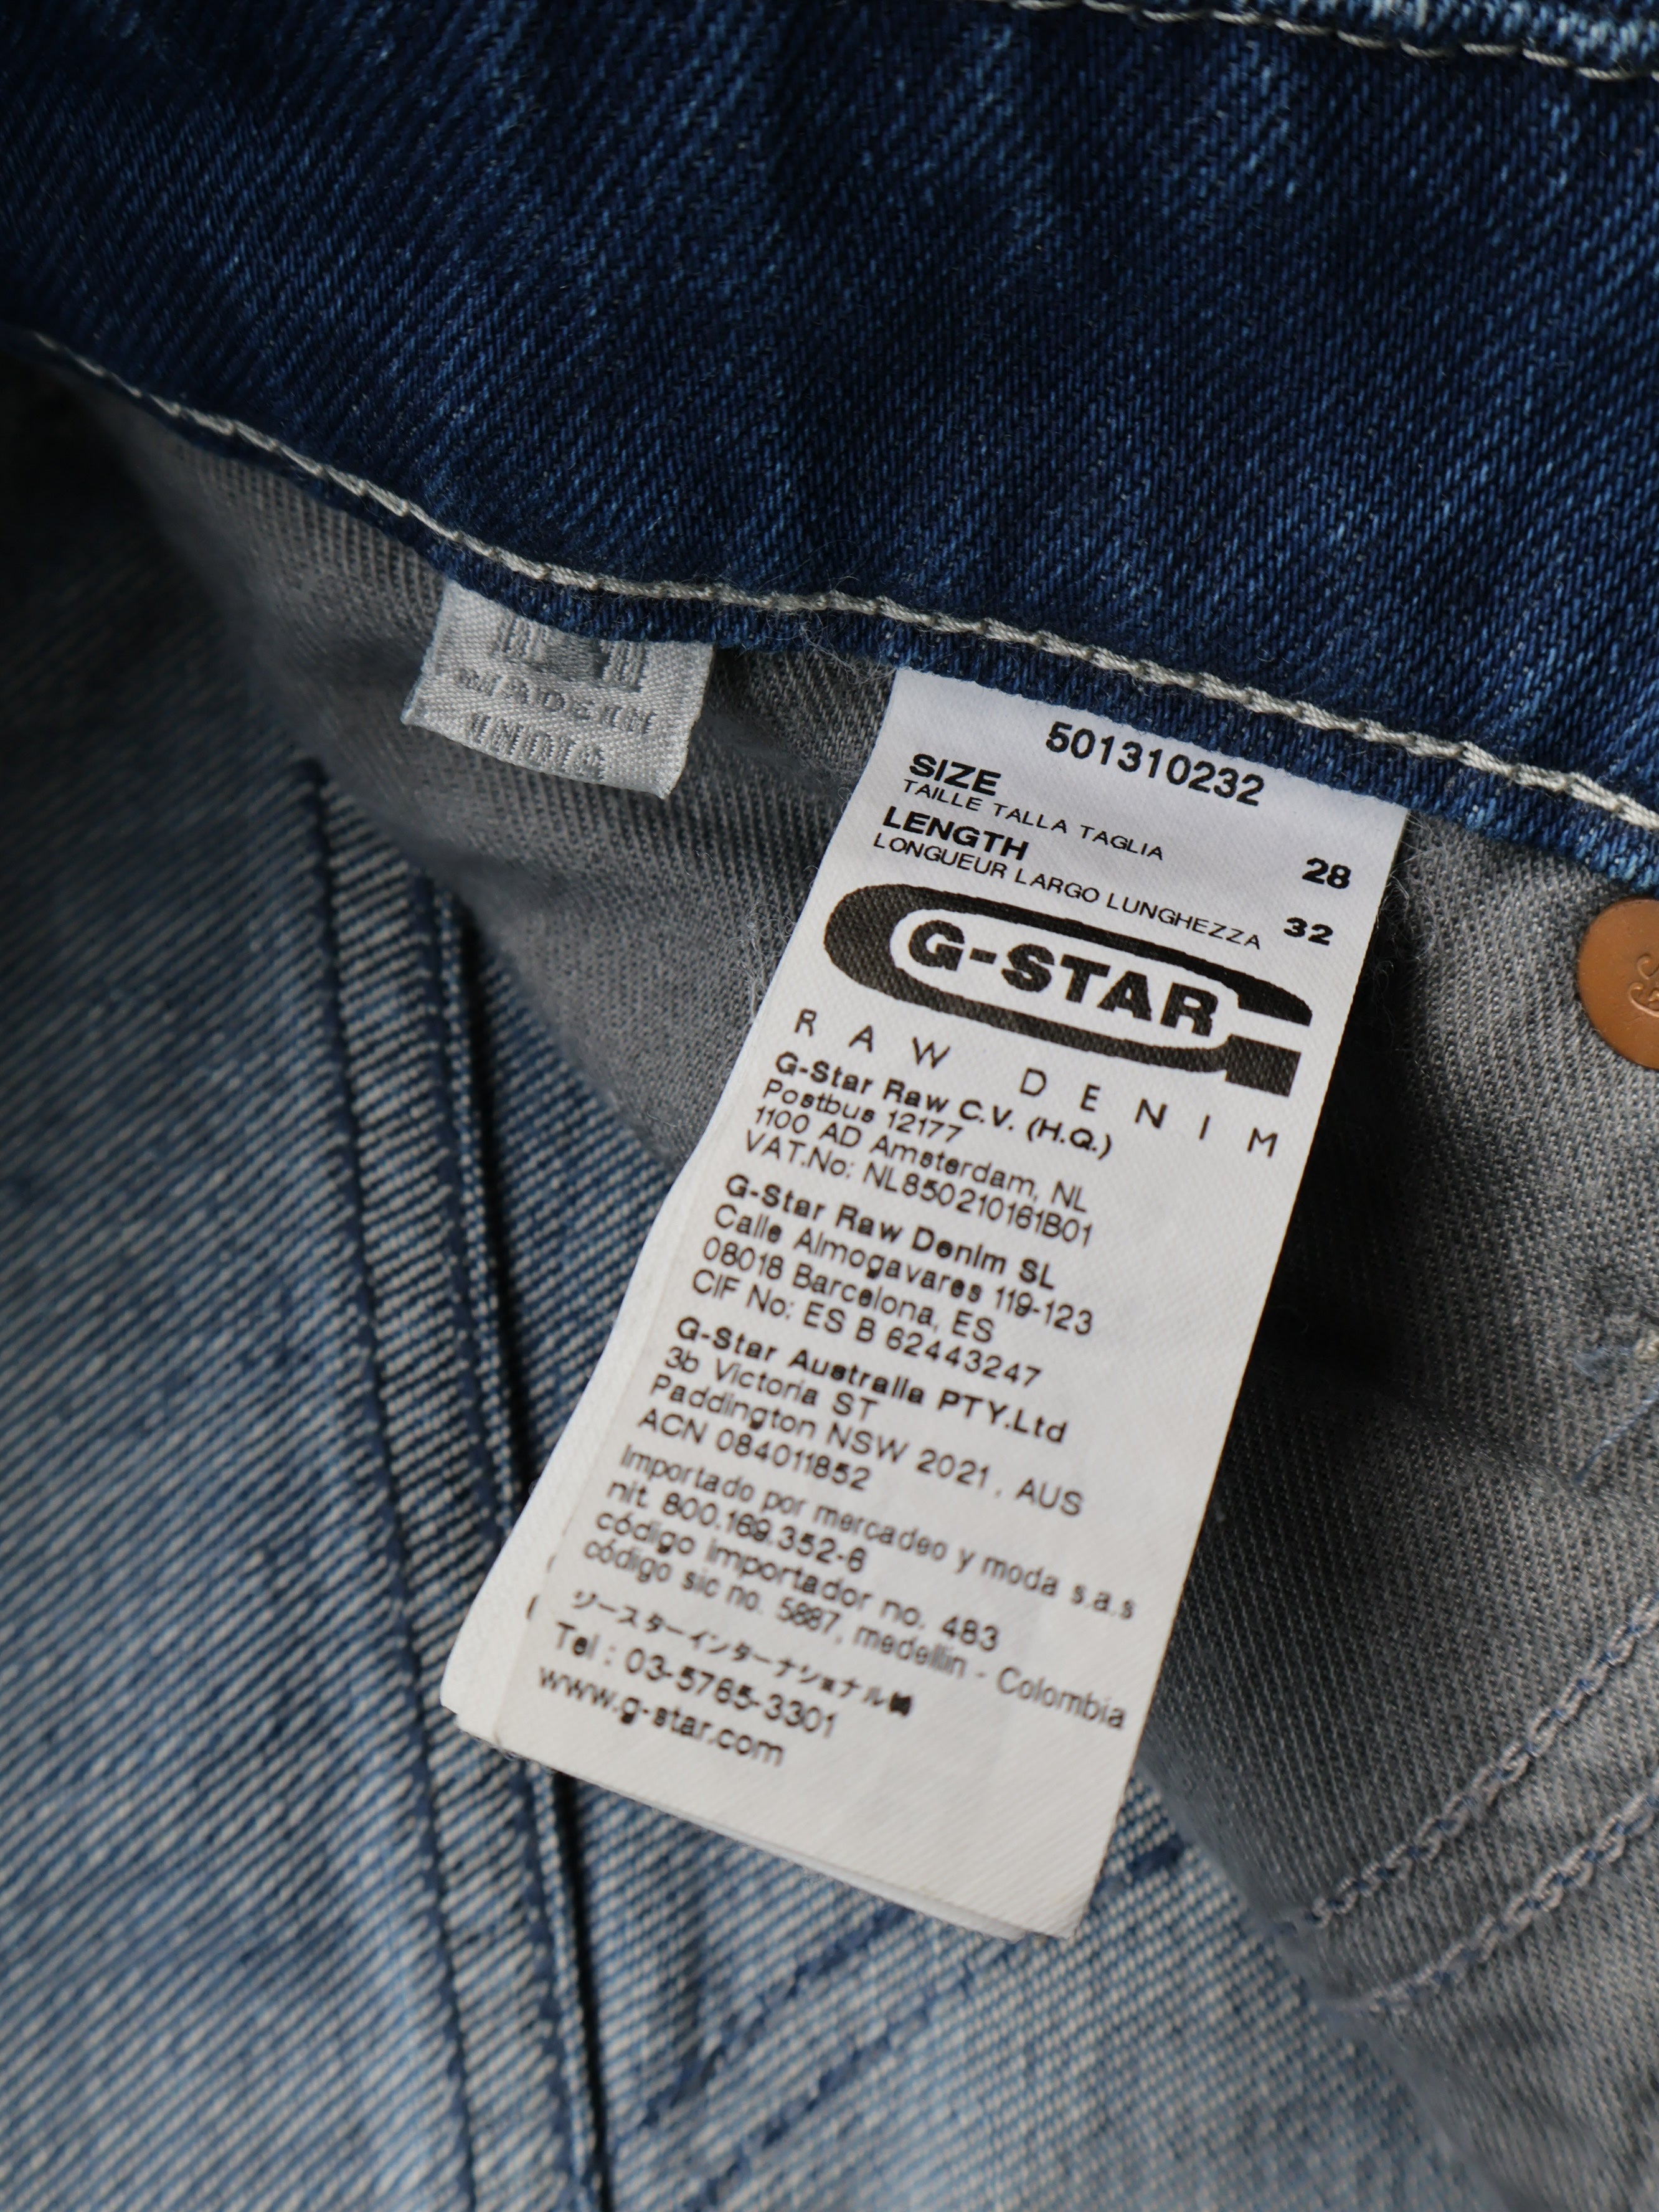 MADE IN
INDIA
501310232
SIZE
TAILLE TALLA TAGLIA 28
LENGTH
LONGUEUR LARGO LUNGHEZZA 32
G-STAR
RAW DENIM
G-Star Raw C.V. (H.Q.)
Postbus 12177
1100 AD Amsterdam, NL
VAT.No: NL850210161B01
G-Star Raw Denim SL
Calle Almogavares 119-123
08018 Barcelona, ES
CIF No: ES B 62443247
G-Star Australia PTY.Ltd
3b Victoria ST
Paddington NSW 2021 . AUS
ACN 084011852
Importado por mercadeo y moda s.a.s
nit. 800.169.352-6
código importador no. 483
código sic no. 5887, medellin - Colombia
ジースターインターナショナル㈱
Tel : 03-5765-3301
www.g-star.com